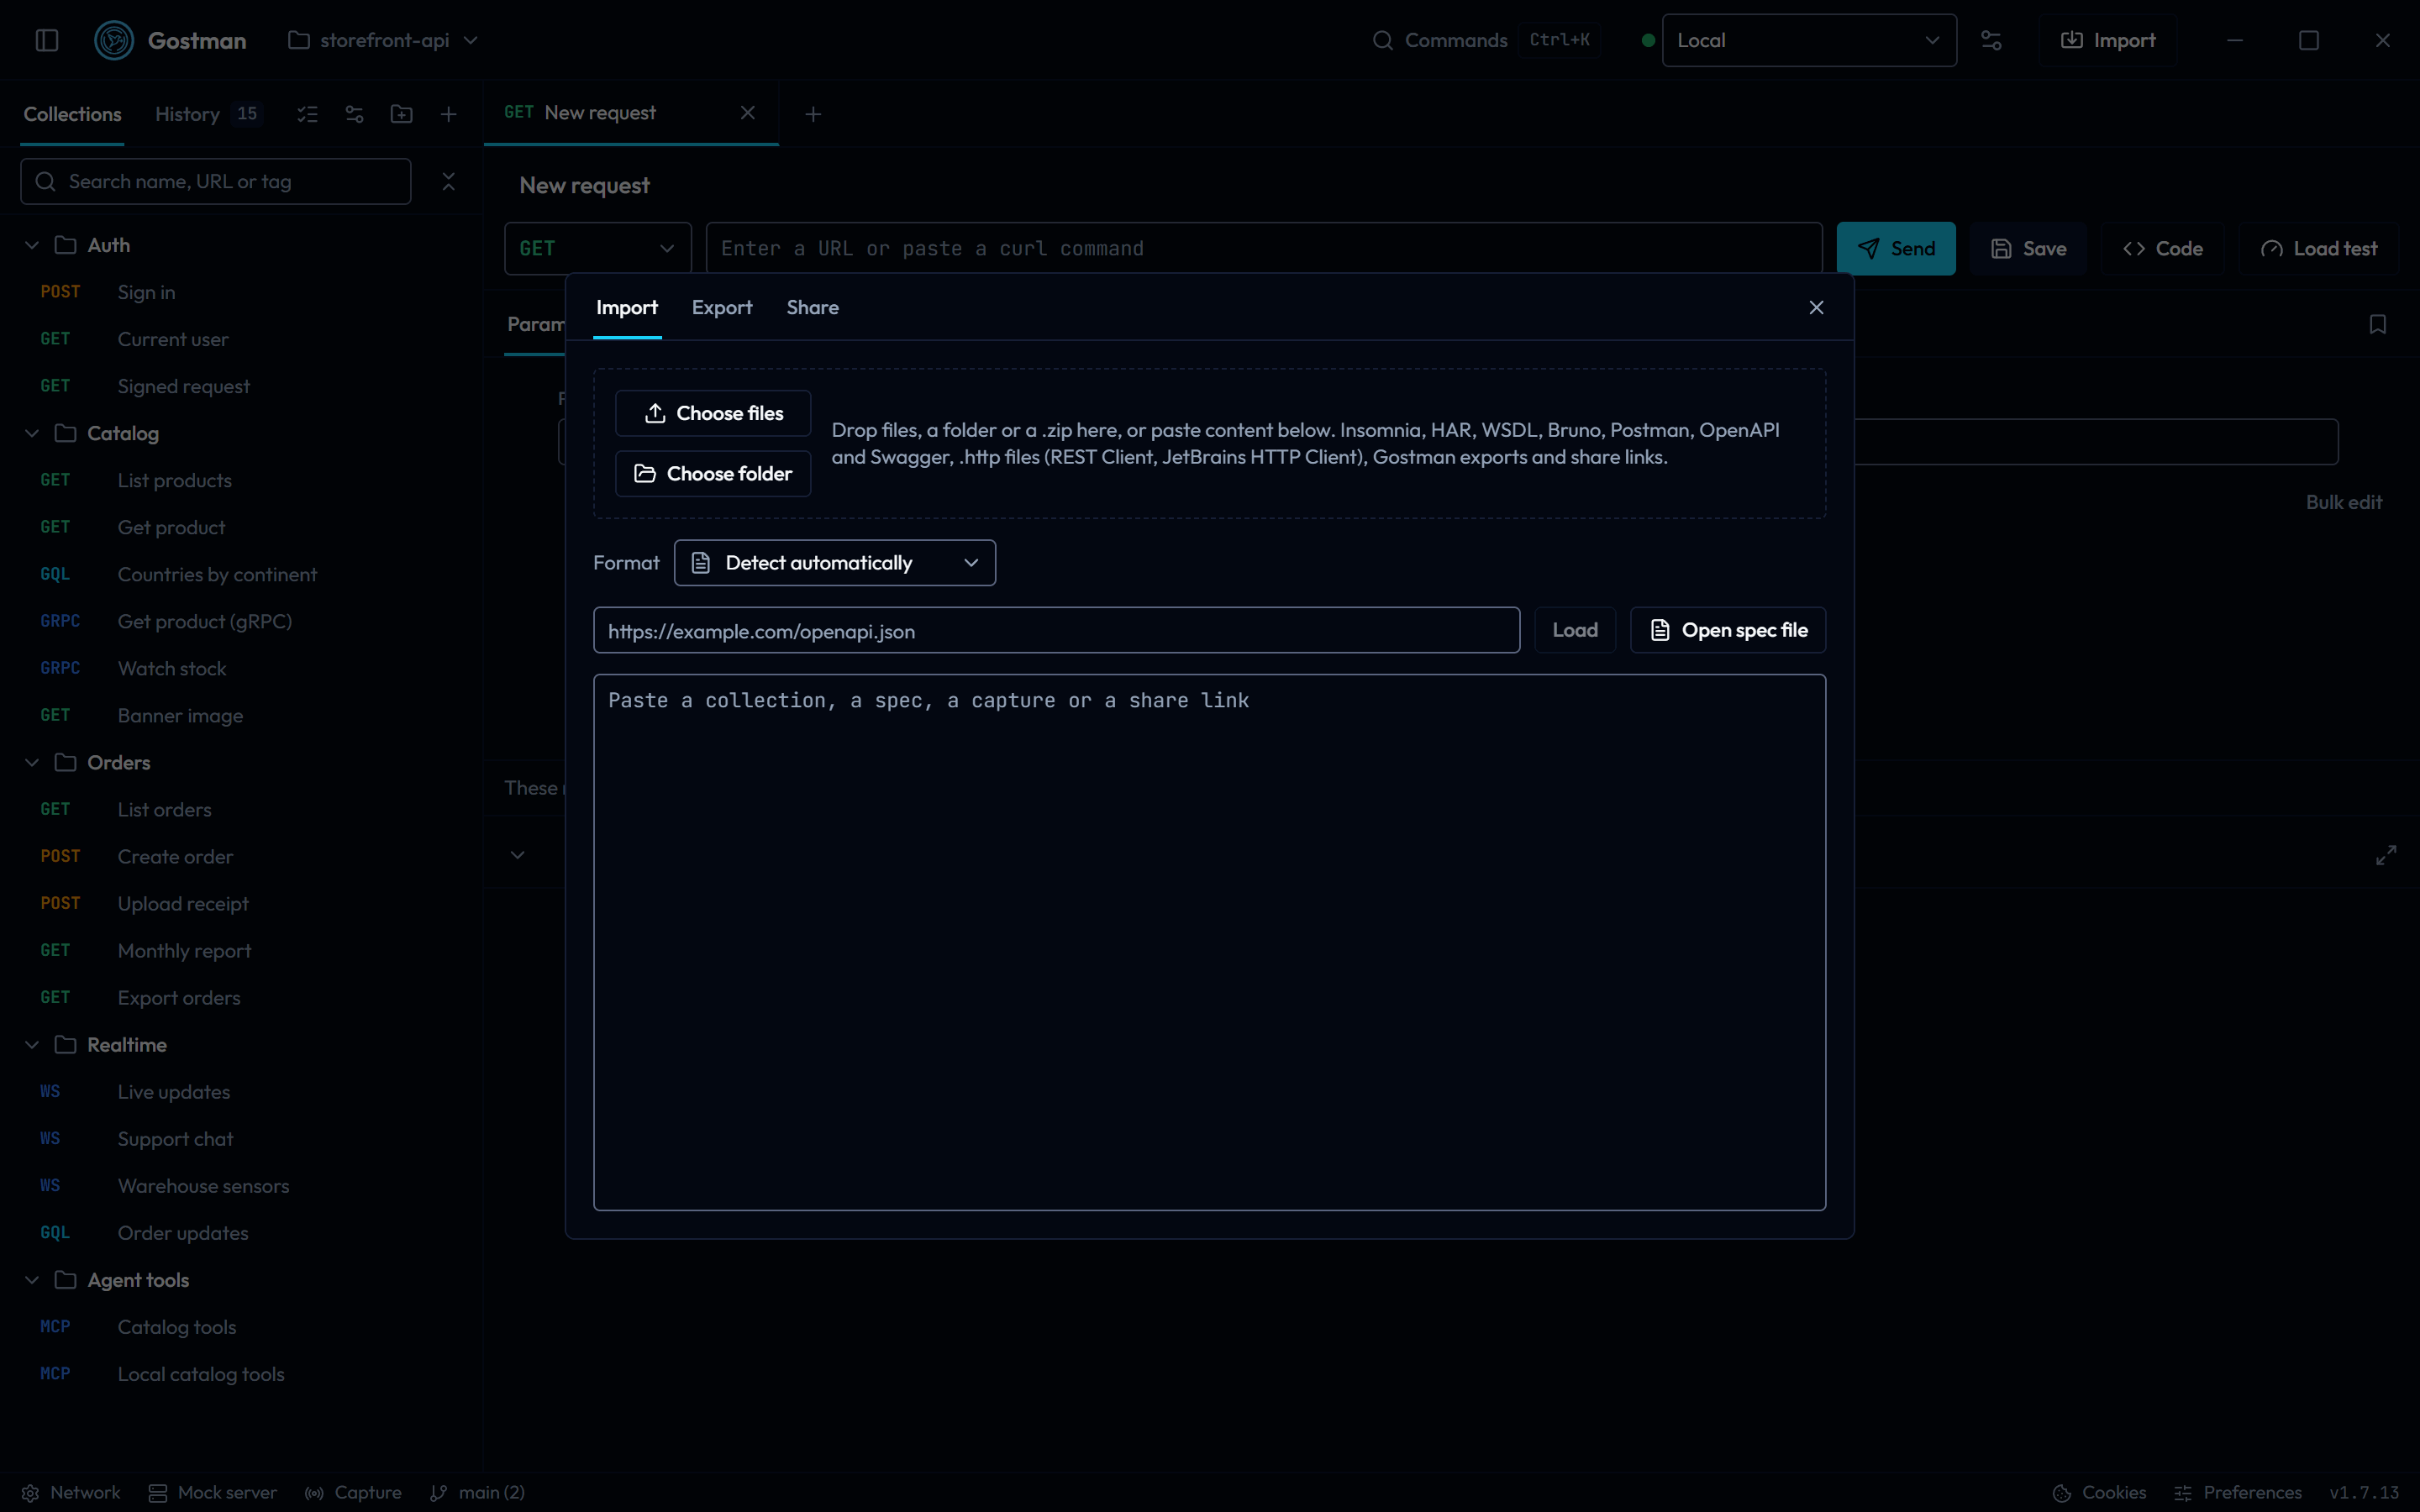 Gostman
storefront-api
Commands Ctrl+K
Local
Import
Collections
History 15
GET New request
Search name, URL or tag
New request
GET
Enter a URL or paste a curl command
Send
Save
Code
Load test
Auth
POST Sign in
GET Current user
GET Signed request
Catalog
GET List products
GET Get product
GQL Countries by continent
GRPC Get product (gRPC)
GRPC Watch stock
GET Banner image
Orders
GET List orders
POST Create order
POST Upload receipt
GET Monthly report
GET Export orders
Realtime
WS Live updates
WS Support chat
WS Warehouse sensors
GQL Order updates
Agent tools
MCP Catalog tools
MCP Local catalog tools
Param
Bulk edit
These
Import
Export
Share
Choose files
Choose folder
Drop files, a folder or a .zip here, or paste content below. Insomnia, HAR, WSDL, Bruno, Postman, OpenAPI
and Swagger, .http files (REST Client, JetBrains HTTP Client), Gostman exports and share links.
Format
Detect automatically
https://example.com/openapi.json
Load
Open spec file
Paste a collection, a spec, a capture or a share link
Network
Mock server
Capture
main (2)
Cookies
Preferences
v1.7.13